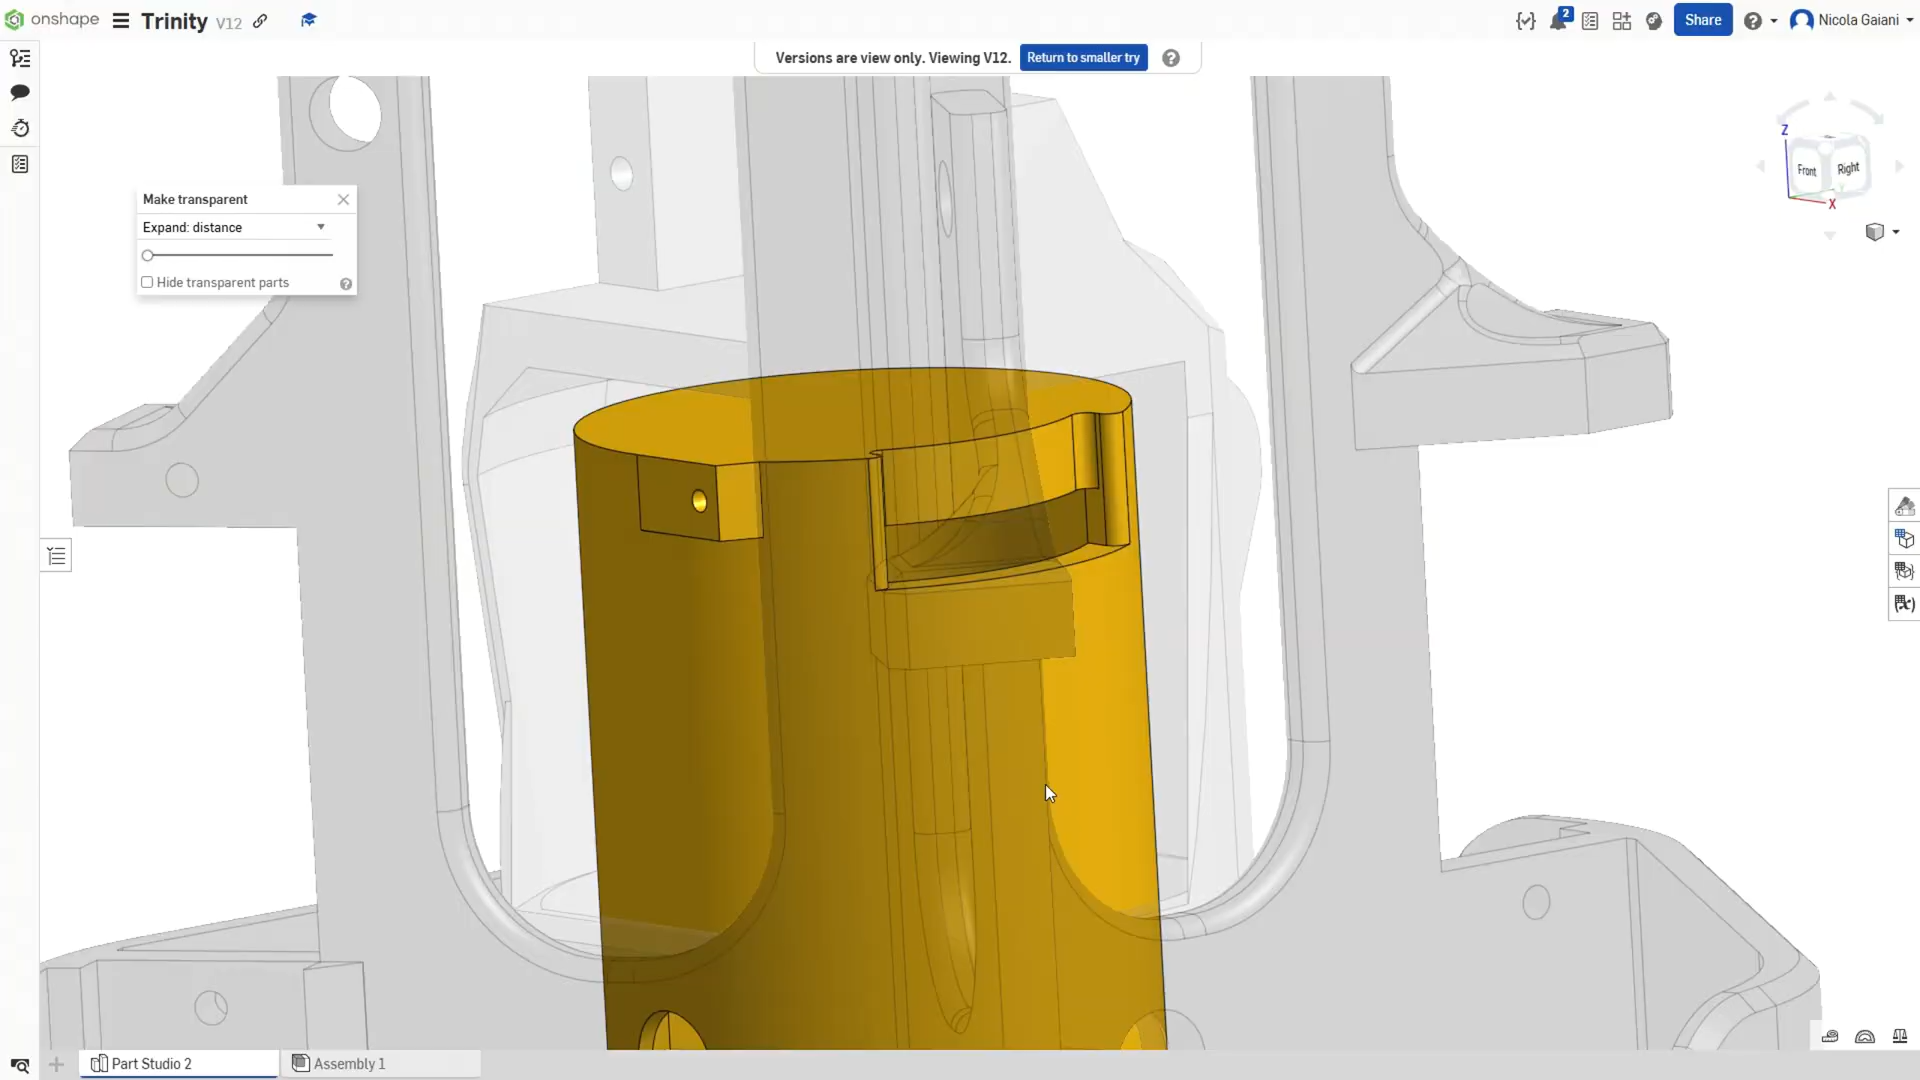 onshape
Trinity V12
2
Share
Nicola Gaiani
Versions are view only. Viewing V12.
Return to smaller try
Make transparent
Expand: distance
Hide transparent parts
Z
Front
Right
X
Part Studio 2
Assembly 1